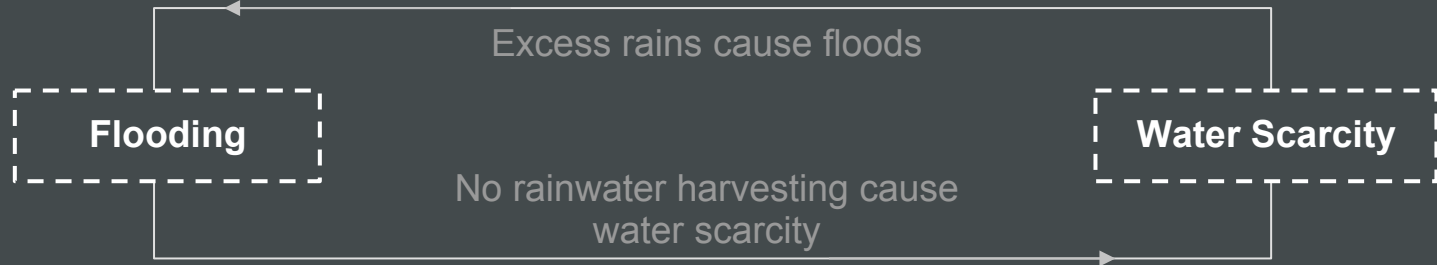 Excess rains cause floods
Flooding
Water Scarcity
No rainwater harvesting cause
water scarcity